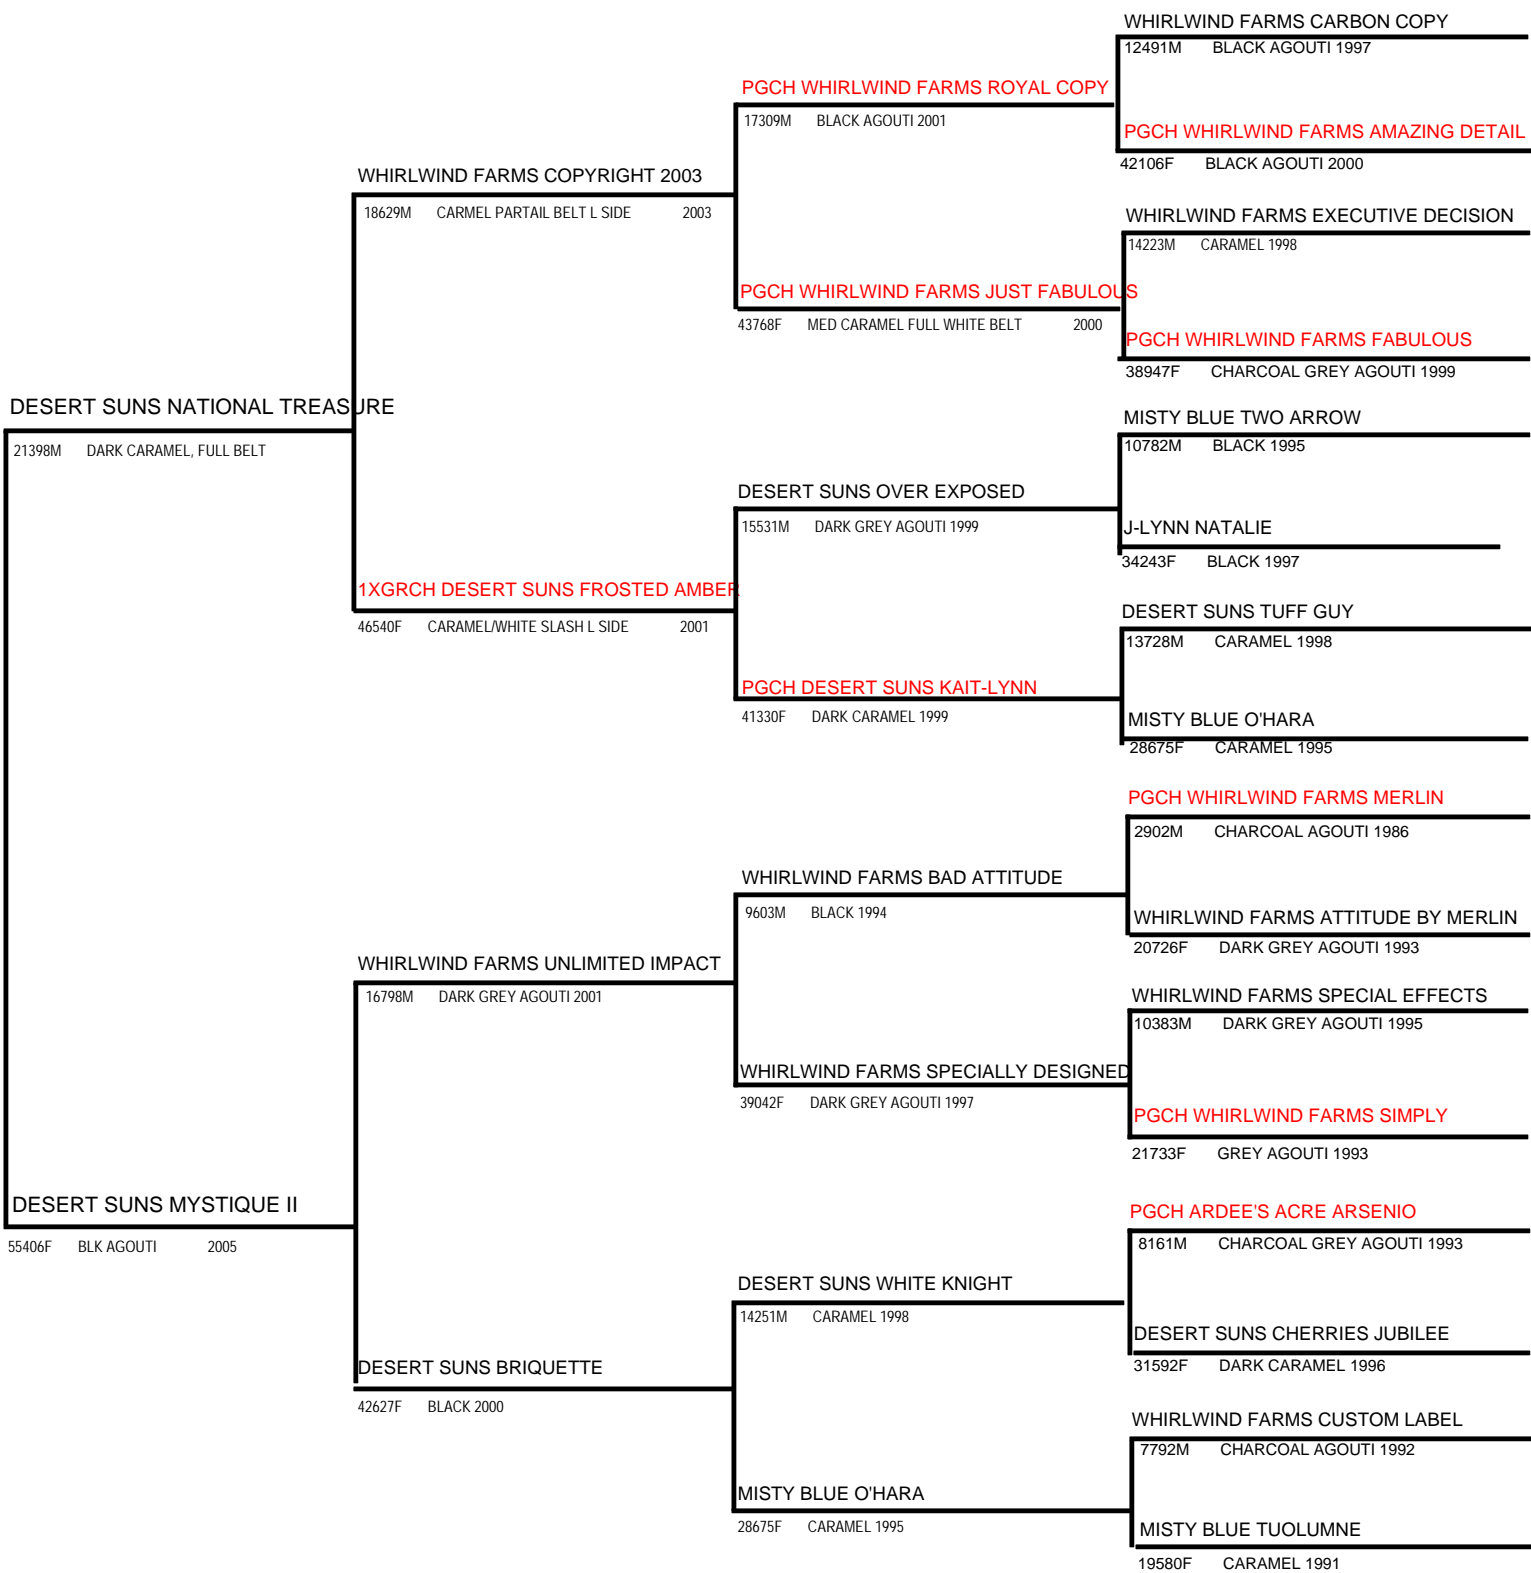 WHIRLWIND FARMS CARBON COPY
12491M BLACK AGOUTI 1997
PGCH WHIRLWIND FARMS ROYAL COPY
17309M BLACK AGOUTI 2001
PGCH WHIRLWIND FARMS AMAZING DETAIL
42106F BLACK AGOUTI 2000
WHIRLWIND FARMS COPYRIGHT 2003
18629M CARMEL PARTAIL BELT L SIDE 2003
WHIRLWIND FARMS EXECUTIVE DECISION
14223M CARAMEL 1998
PGCH WHIRLWIND FARMS JUST FABULOUS
43768F MED CARAMEL FULL WHITE BELT 2000
PGCH WHIRLWIND FARMS FABULOUS
38947F CHARCOAL GREY AGOUTI 1999
DESERT SUNS NATIONAL TREASURE
21398M DARK CARAMEL, FULL BELT
MISTY BLUE TWO ARROW
10782M BLACK 1995
DESERT SUNS OVER EXPOSED
15531M DARK GREY AGOUTI 1999
J-LYNN NATALIE
34243F BLACK 1997
1XGRCH DESERT SUNS FROSTED AMBER
46540F CARAMEL/WHITE SLASH L SIDE 2001
DESERT SUNS TUFF GUY
13728M CARAMEL 1998
PGCH DESERT SUNS KAIT-LYNN
41330F DARK CARAMEL 1999
MISTY BLUE O'HARA
28675F CARAMEL 1995
PGCH WHIRLWIND FARMS MERLIN
2902M CHARCOAL AGOUTI 1986
WHIRLWIND FARMS BAD ATTITUDE
9603M BLACK 1994
WHIRLWIND FARMS ATTITUDE BY MERLIN
20726F DARK GREY AGOUTI 1993
WHIRLWIND FARMS UNLIMITED IMPACT
16798M DARK GREY AGOUTI 2001
WHIRLWIND FARMS SPECIAL EFFECTS
10383M DARK GREY AGOUTI 1995
WHIRLWIND FARMS SPECIALLY DESIGNED
39042F DARK GREY AGOUTI 1997
PGCH WHIRLWIND FARMS SIMPLY
21733F GREY AGOUTI 1993
DESERT SUNS MYSTIQUE II
55406F BLK AGOUTI 2005
PGCH ARDEE'S ACRE ARSENIO
8161M CHARCOAL GREY AGOUTI 1993
DESERT SUNS WHITE KNIGHT
14251M CARAMEL 1998
DESERT SUNS CHERRIES JUBILEE
31592F DARK CARAMEL 1996
DESERT SUNS BRIQUETTE
42627F BLACK 2000
WHIRLWIND FARMS CUSTOM LABEL
7792M CHARCOAL AGOUTI 1992
MISTY BLUE O'HARA
28675F CARAMEL 1995
MISTY BLUE TUOLUMNE
19580F CARAMEL 1991